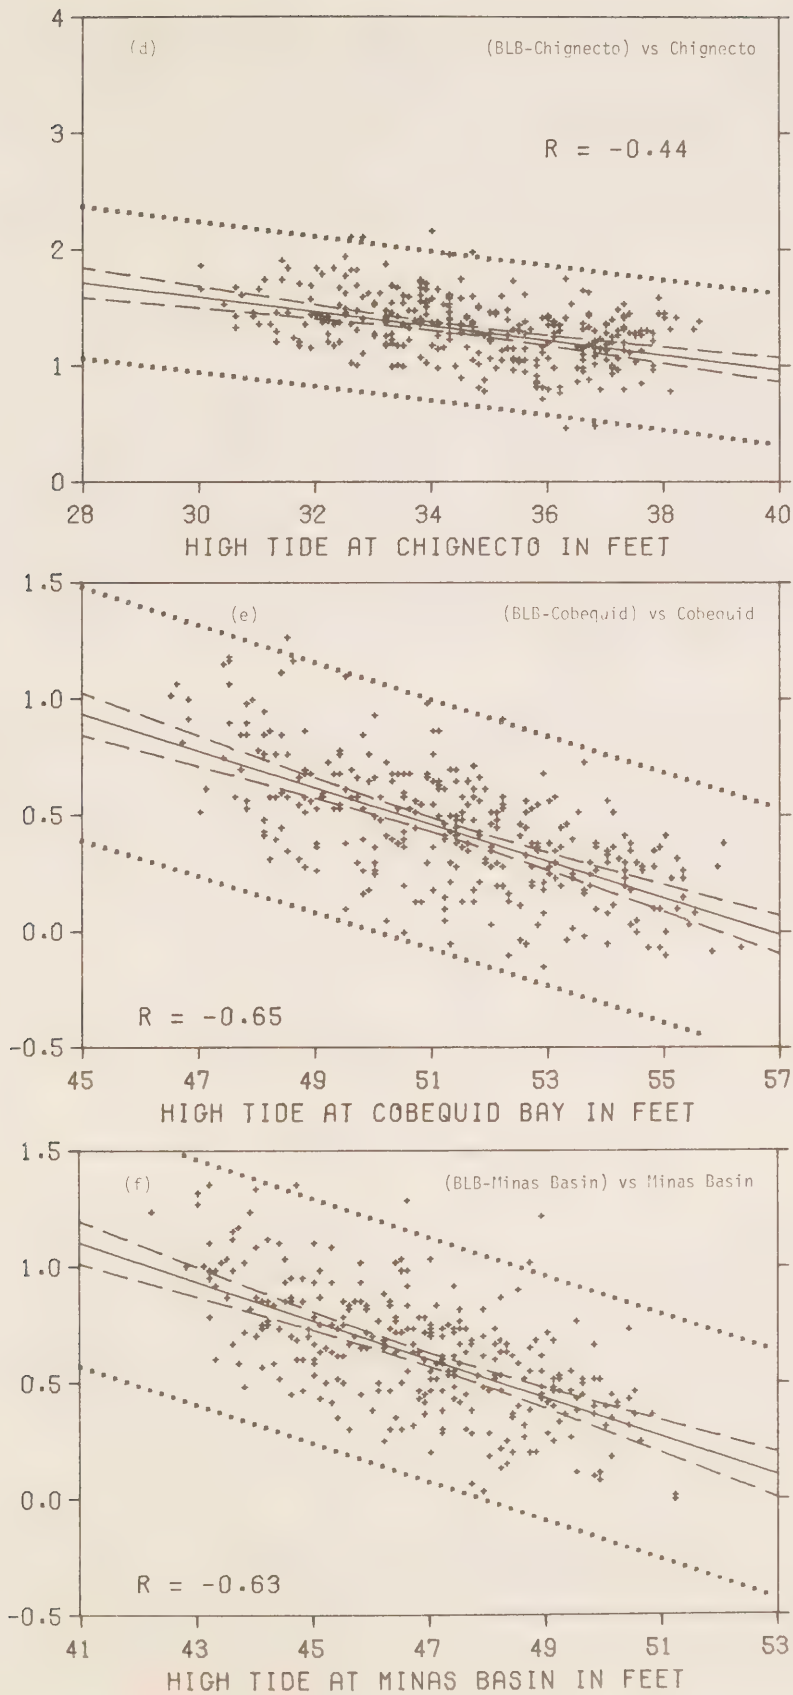 4
(d) (BLB-Chignecto) vs Chignecto
3
R = -0.44
2
1
0
28 30 32 34 36 38 40
HIGH TIDE AT CHIGNECTO IN FEET
1.5
(e) (BLB-Cobequid) vs Cobequid
1.0
0.5
0.0
R = -0.65
-0.5
45 47 49 51 53 55 57
HIGH TIDE AT COBEQUID BAY IN FEET
1.5
(f) (BLB-Minas Basin) vs Minas Basin
1.0
0.5
0.0
R = -0.63
-0.5
41 43 45 47 49 51 53
HIGH TIDE AT MINAS BASIN IN FEET